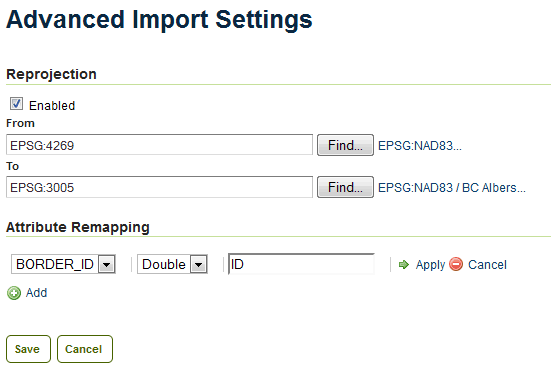 Advanced Import Settings
Reprojection
Enabled
From
EPSG:4269 Find... EPSG:NAD83...
To
EPSG:3005 Find... EPSG:NAD83 / BC Albers...
Attribute Remapping
BORDER_ID Double ID Apply Cancel
Add
Save Cancel